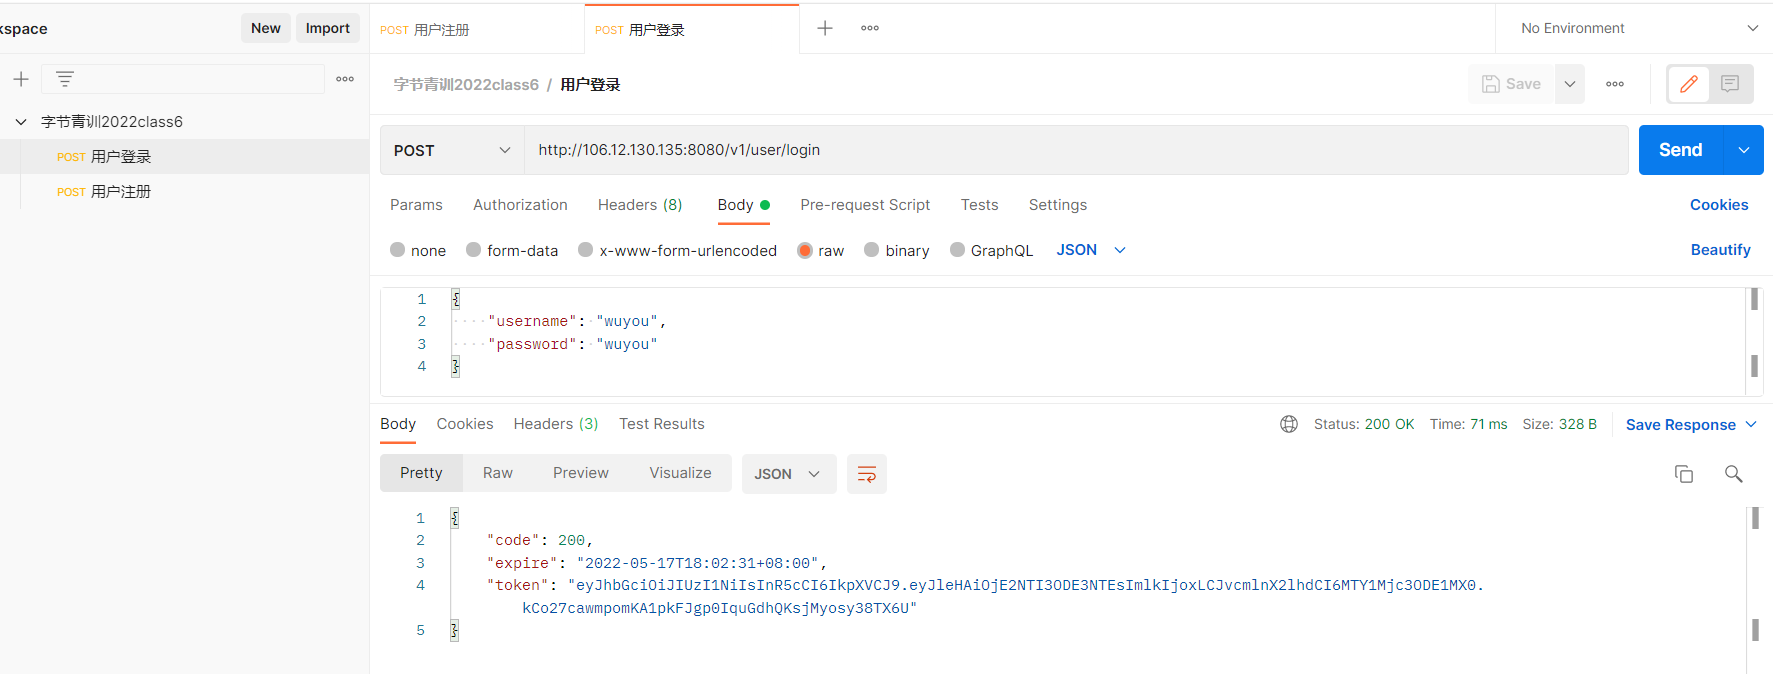 kspace New Import POST 用户注册 POST 用户登录 No Environment
字节青训2022class6 / 用户登录 Save
字节青训2022class6
POST 用户登录
POST 用户注册
POST http://106.12.130.135:8080/v1/user/login Send
Params Authorization Headers (8) Body Pre-request Script Tests Settings Cookies
none form-data x-www-form-urlencoded raw binary GraphQL JSON Beautify
1 {
2 "username": "wuyou",
3 "password": "wuyou"
4 }
Body Cookies Headers (3) Test Results Status: 200 OK Time: 71 ms Size: 328 B Save Response
Pretty Raw Preview Visualize JSON
1 {
2 "code": 200,
3 "expire": "2022-05-17T18:02:31+08:00",
4 "token": "eyJhbGciOiJIUzI1NiIsInR5cCI6IkpXVCJ9.eyJleHAiOjE2NTI3ODE3NTEsImlkIjoxLCJvcmlnX2lhdCI6MTY1Mjc3ODE1MX0.
kCo27cawmpomKA1pkFJgp0IquGdhQKsjMyosy38TX6U"
5 }